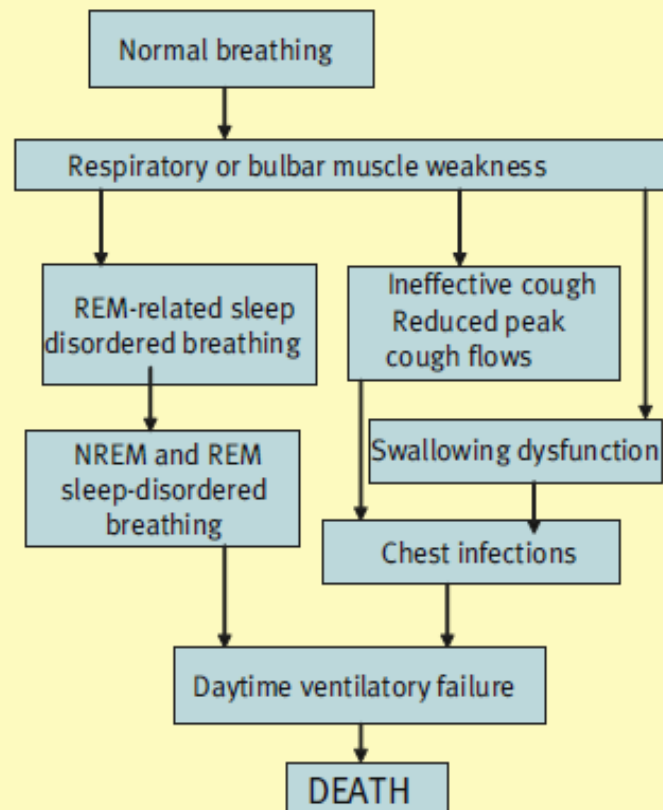 Normal breathing
Respiratory or bulbar muscle weakness
REM-related sleep
disordered breathing
Ineffective cough
Reduced peak
cough flows
NREM and REM
sleep-disordered
breathing
Swallowing dysfunction
Chest infections
Daytime ventilatory failure
DEATH